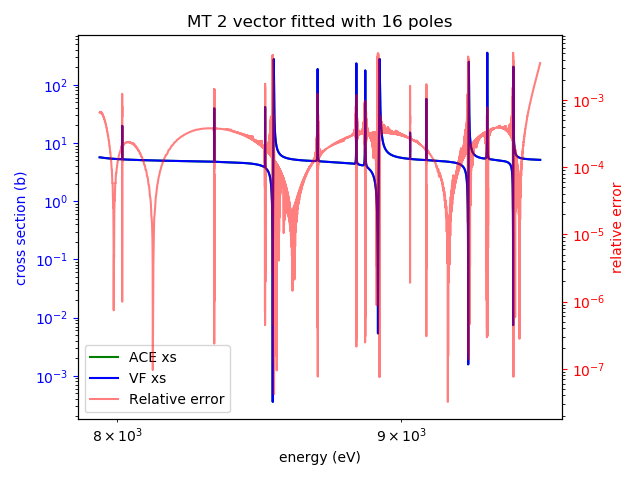 MT 2 vector fitted with 16 poles
cross section (b)
10²
10¹
10⁰
10⁻¹
10⁻²
10⁻³
10⁻³
10⁻⁴
10⁻⁵
10⁻⁶
10⁻⁷
relative error
ACE xs
VF xs
Relative error
8 × 10³
9 × 10³
energy (eV)